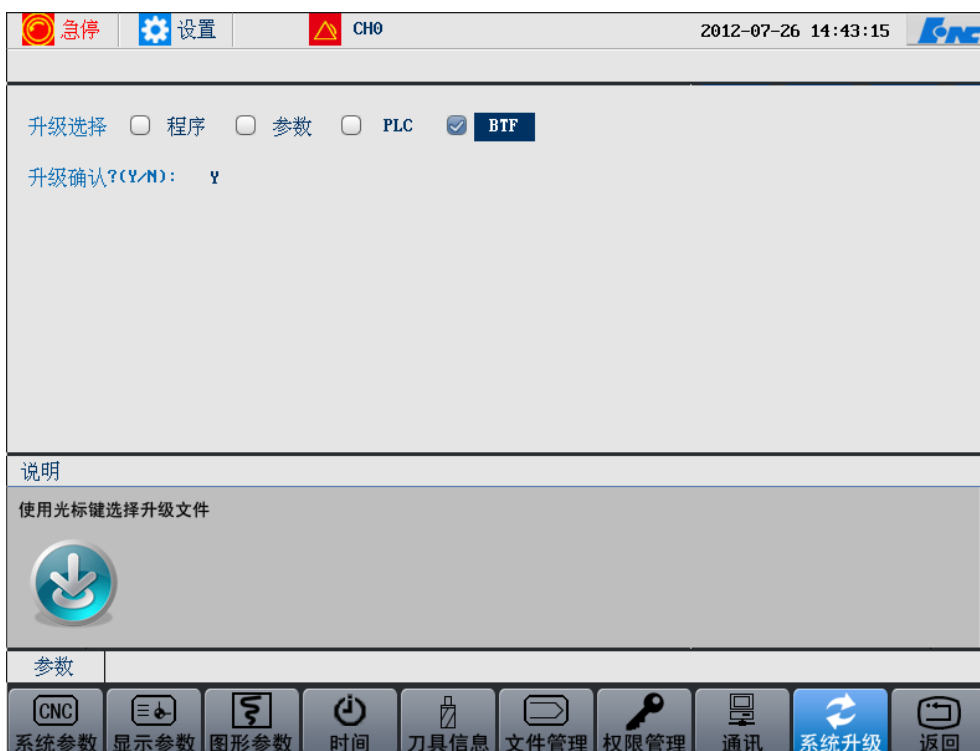 急停 设置 CH0 2012-07-26 14:43:15
升级选择 程序 参数 PLC BTF
升级确认?(Y/N): Y
说明
使用光标键选择升级文件
参数
CNC
系统参数 显示参数 图形参数 时间 刀具信息 文件管理 权限管理 通讯 系统升级 返回